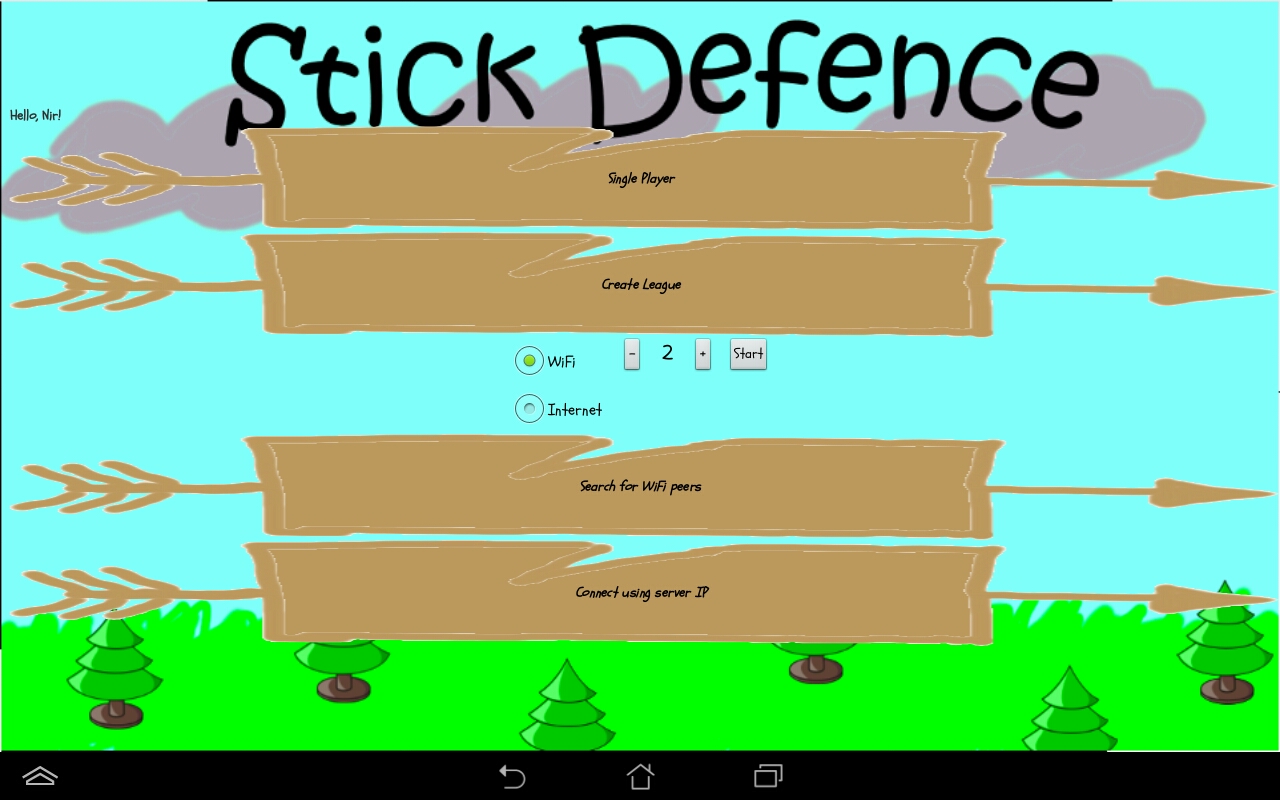 Stick Defence
Hello, Nir!
Single Player
Create League
WiFi - 2 + Start
Internet
Search for WiFi peers
Connect using server IP